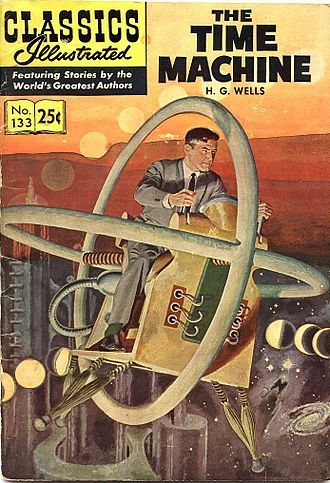 CLASSICS
Illustrated
Featuring Stories by the
World's Greatest Authors
No.
133
25¢
THE
TIME
MACHINE
H. G. WELLS